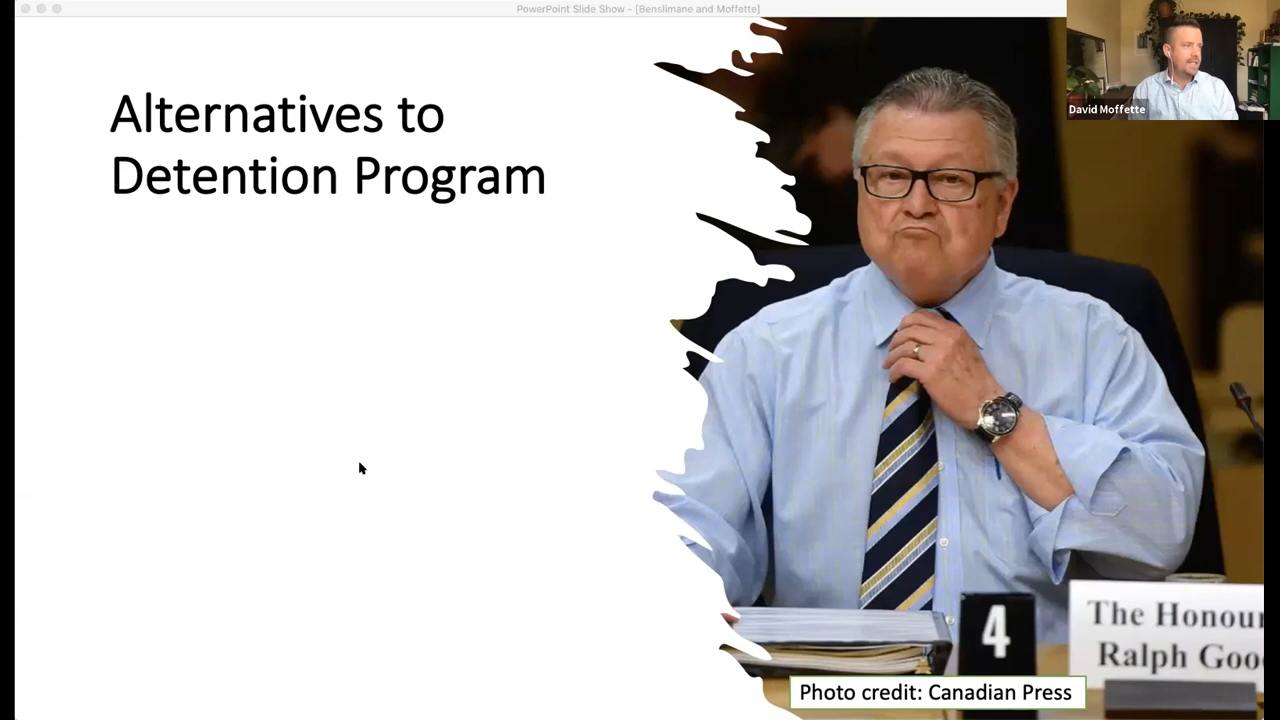 PowerPoint Slide Show - [Benslimane and Moffette]
David Moffette
Alternatives to
Detention Program
4
The Honour
Ralph Goo
Photo credit: Canadian Press